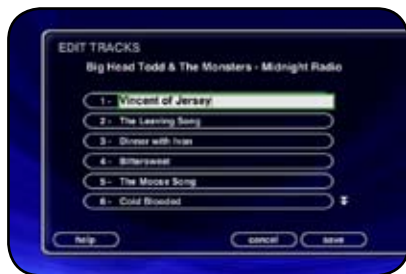 EDIT TRACKS
Big Head Todd & The Monsters - Midnight Radio
1 - Vincent of Jersey
2 - The Leaving Song
3 - Dinner with Ivan
4 - Bittersweet
5 - The Moose Song
6 - Cold Blooded
help cancel save